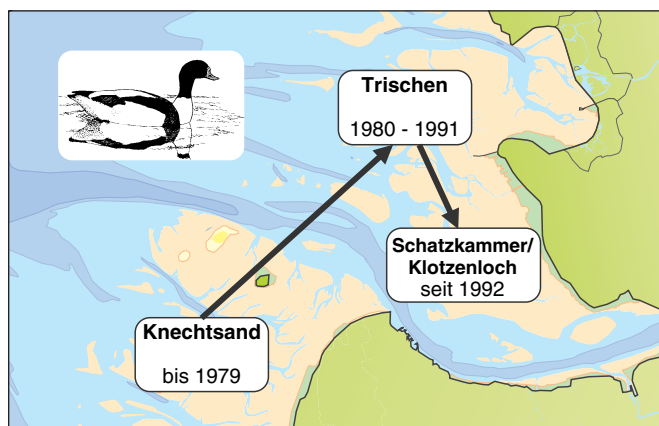 Trischen
1980 - 1991
Schatzkammer/
Klotzenloch
seit 1992
Knechtsand
bis 1979